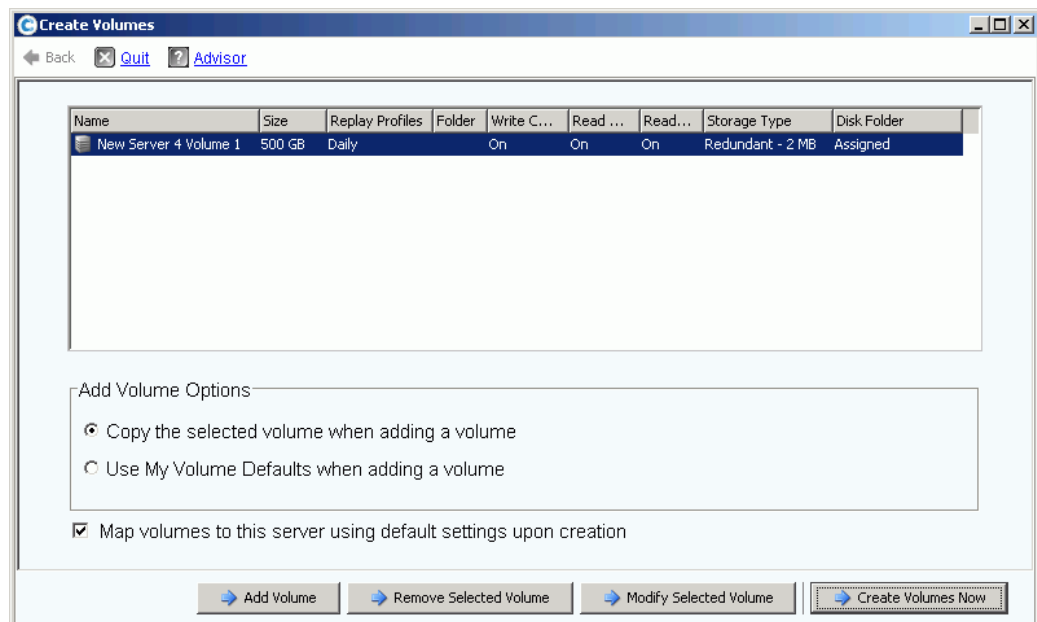 Create Volumes
Back Quit Advisor
Name Size Replay Profiles Folder Write C... Read ... Read... Storage Type Disk Folder
New Server 4 Volume 1 500 GB Daily On On On Redundant - 2 MB Assigned
Add Volume Options
Copy the selected volume when adding a volume
Use My Volume Defaults when adding a volume
Map volumes to this server using default settings upon creation
Add Volume Remove Selected Volume Modify Selected Volume Create Volumes Now